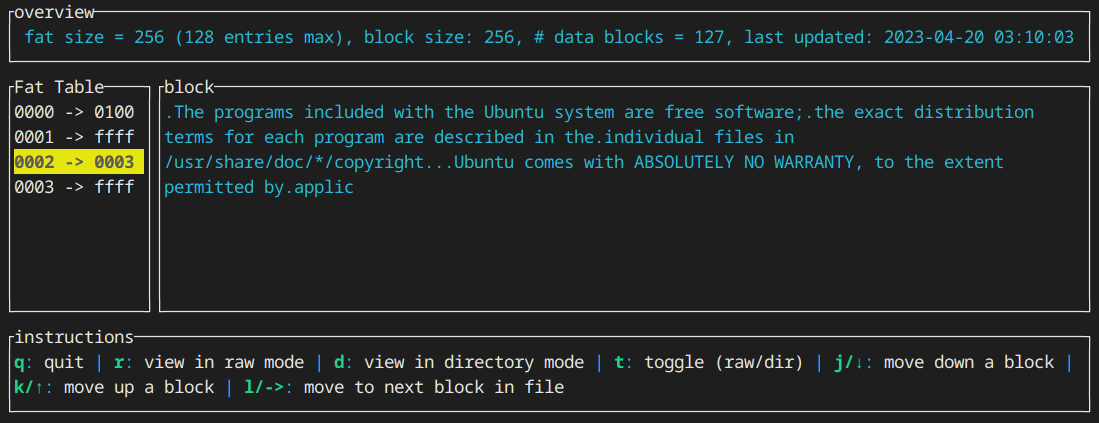 overview
fat size = 256 (128 entries max), block size: 256, # data blocks = 127, last updated: 2023-04-20 03:10:03
Fat Table
0000 -> 0100
0001 -> ffff
0002 -> 0003
0003 -> ffff
block
.The programs included with the Ubuntu system are free software;.the exact distribution
terms for each program are described in the.individual files in
/usr/share/doc/*/copyright...Ubuntu comes with ABSOLUTELY NO WARRANTY, to the extent
permitted by.applic
instructions
q: quit | r: view in raw mode | d: view in directory mode | t: toggle (raw/dir) | j/↓: move down a block |
k/↑: move up a block | l/->: move to next block in file